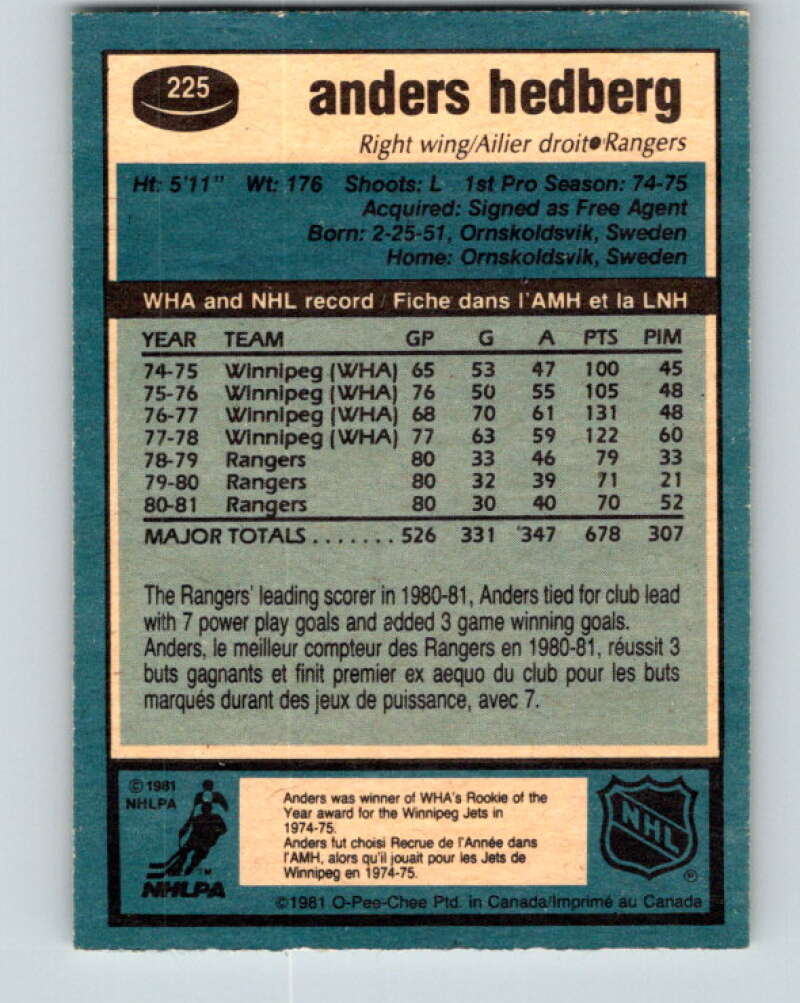 225
anders hedberg
Right wing/Ailier droit•Rangers
Ht: 5'11" Wt: 176 Shoots: L 1st Pro Season: 74-75
Acquired: Signed as Free Agent
Born: 2-25-51, Ornskoldsvik, Sweden
Home: Ornskoldsvik, Sweden
WHA and NHL record / Fiche dans l'AMH et la LNH
YEAR TEAM GP G A PTS PIM
74-75 Winnipeg (WHA) 65 53 47 100 45
75-76 Winnipeg (WHA) 76 50 55 105 48
76-77 Winnipeg (WHA) 68 70 61 131 48
77-78 Winnipeg (WHA) 77 63 59 122 60
78-79 Rangers 80 33 46 79 33
79-80 Rangers 80 32 39 71 21
80-81 Rangers 80 30 40 70 52
MAJOR TOTALS ....... 526 331 347 678 307
The Rangers' leading scorer in 1980-81, Anders tied for club lead
with 7 power play goals and added 3 game winning goals.
Anders, le meilleur compteur des Rangers en 1980-81, réussit 3
buts gagnants et finit premier ex aequo du club pour les buts
marqués durant des jeux de puissance, avec 7.
© 1981
NHLPA
TM
NHLPA
Anders was winner of WHA's Rookie of the
Year award for the Winnipeg Jets in
1974-75.
Anders fut choisi Recrue de l'Année dans
l'AMH, alors qu'il jouait pour les Jets de
Winnipeg en 1974-75.
NHL
®
©1981 O-Pee-Chee Ptd. in Canada/Imprimé au Canada